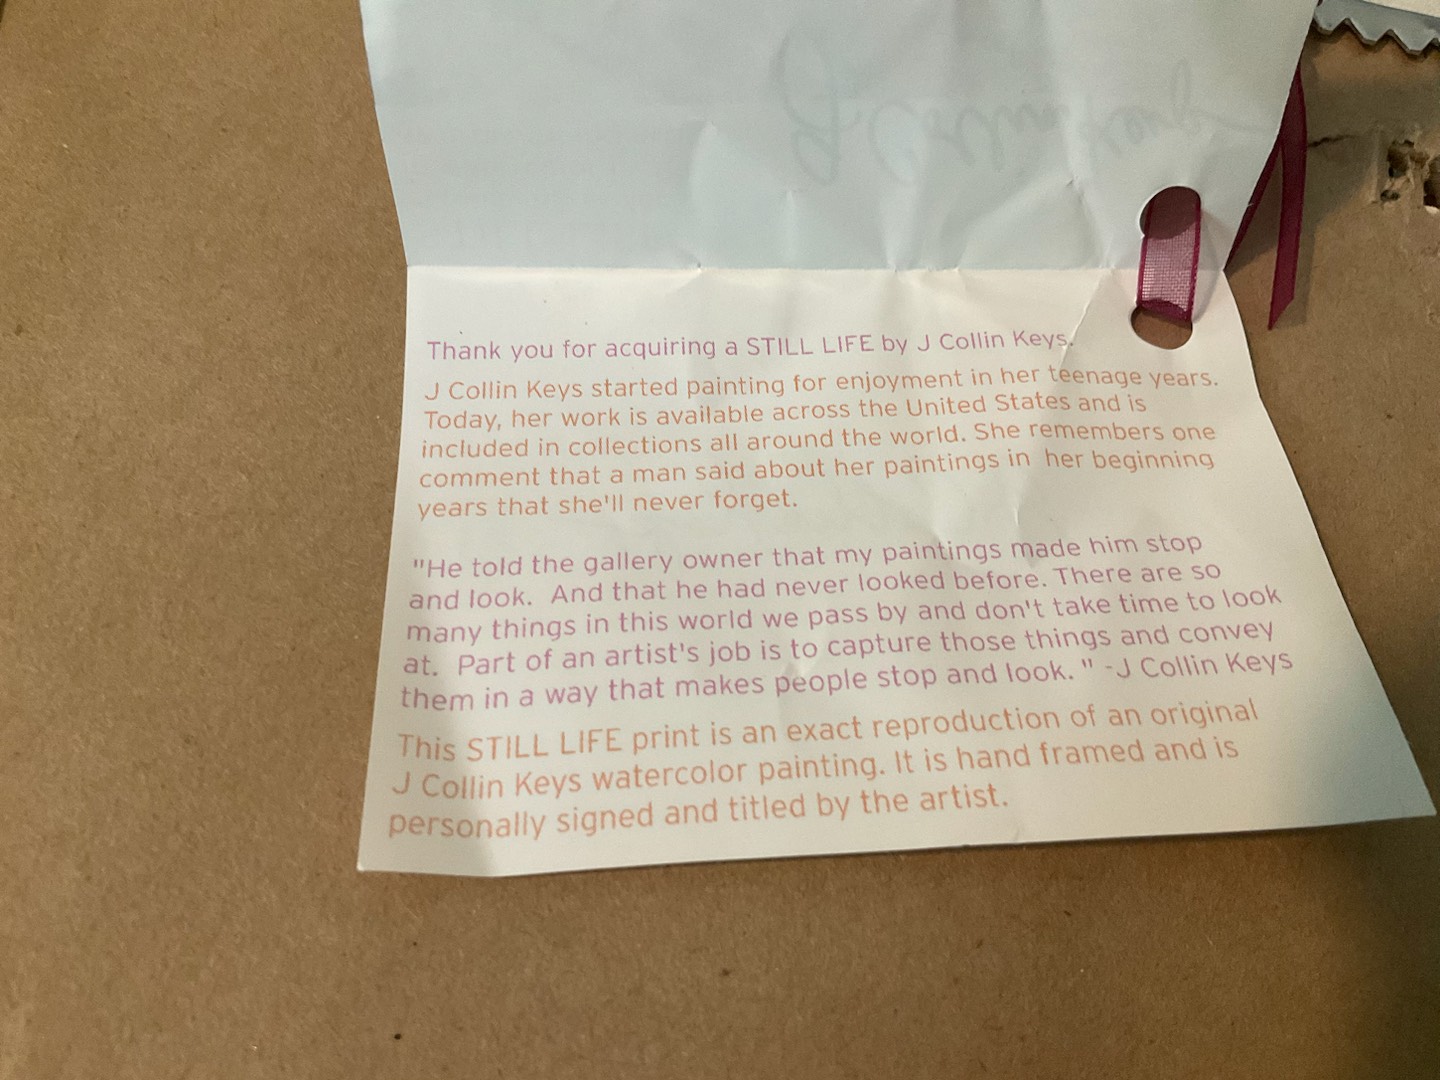 Thank you for acquiring a STILL LIFE by J Collin Keys.
J Collin Keys started painting for enjoyment in her teenage years.
Today, her work is available across the United States and is
included in collections all around the world. She remembers one
comment that a man said about her paintings in her beginning
years that she'll never forget.
"He told the gallery owner that my paintings made him stop
and look. And that he had never looked before. There are so
many things in this world we pass by and don't take time to look
at. Part of an artist's job is to capture those things and convey
them in a way that makes people stop and look. " -J Collin Keys
This STILL LIFE print is an exact reproduction of an original
J Collin Keys watercolor painting. It is hand framed and is
personally signed and titled by the artist.